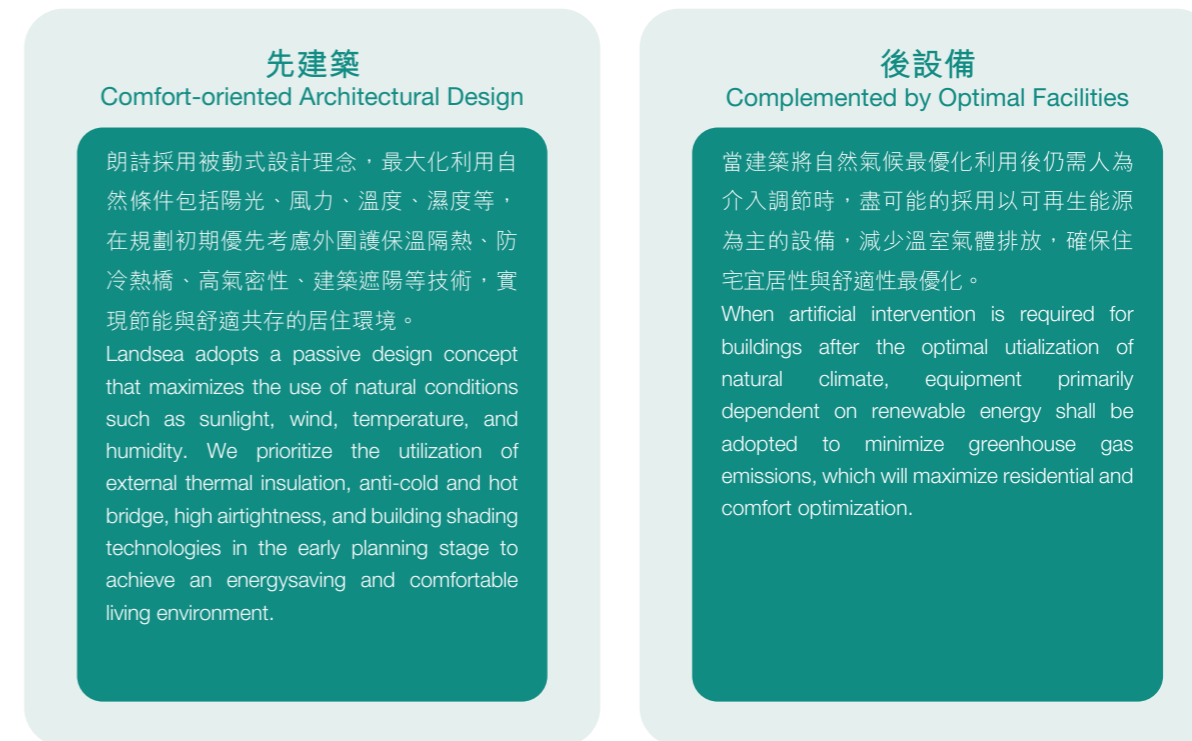 先建築
Comfort-oriented Architectural Design
朗詩採用被動式設計理念，最大化利用自
然條件包括陽光、風力、溫度、濕度等，
在規劃初期優先考慮外圍護保溫隔熱、防
冷熱橋、高氣密性、建築遮陽等技術，實
現節能與舒適共存的居住環境。
Landsea adopts a passive design concept
that maximizes the use of natural conditions
such as sunlight, wind, temperature, and
humidity. We prioritize the utilization of
external thermal insulation, anti-cold and hot
bridge, high airtightness, and building shading
technologies in the early planning stage to
achieve an energysaving and comfortable
living environment.
後設備
Complemented by Optimal Facilities
當建築將自然氣候最優化利用後仍需人為
介入調節時，盡可能的採用以可再生能源
為主的設備，減少溫室氣體排放，確保住
宅宜居性與舒適性最優化。
When artificial intervention is required for
buildings after the optimal utialization of
natural climate, equipment primarily
dependent on renewable energy shall be
adopted to minimize greenhouse gas
emissions, which will maximize residential and
comfort optimization.